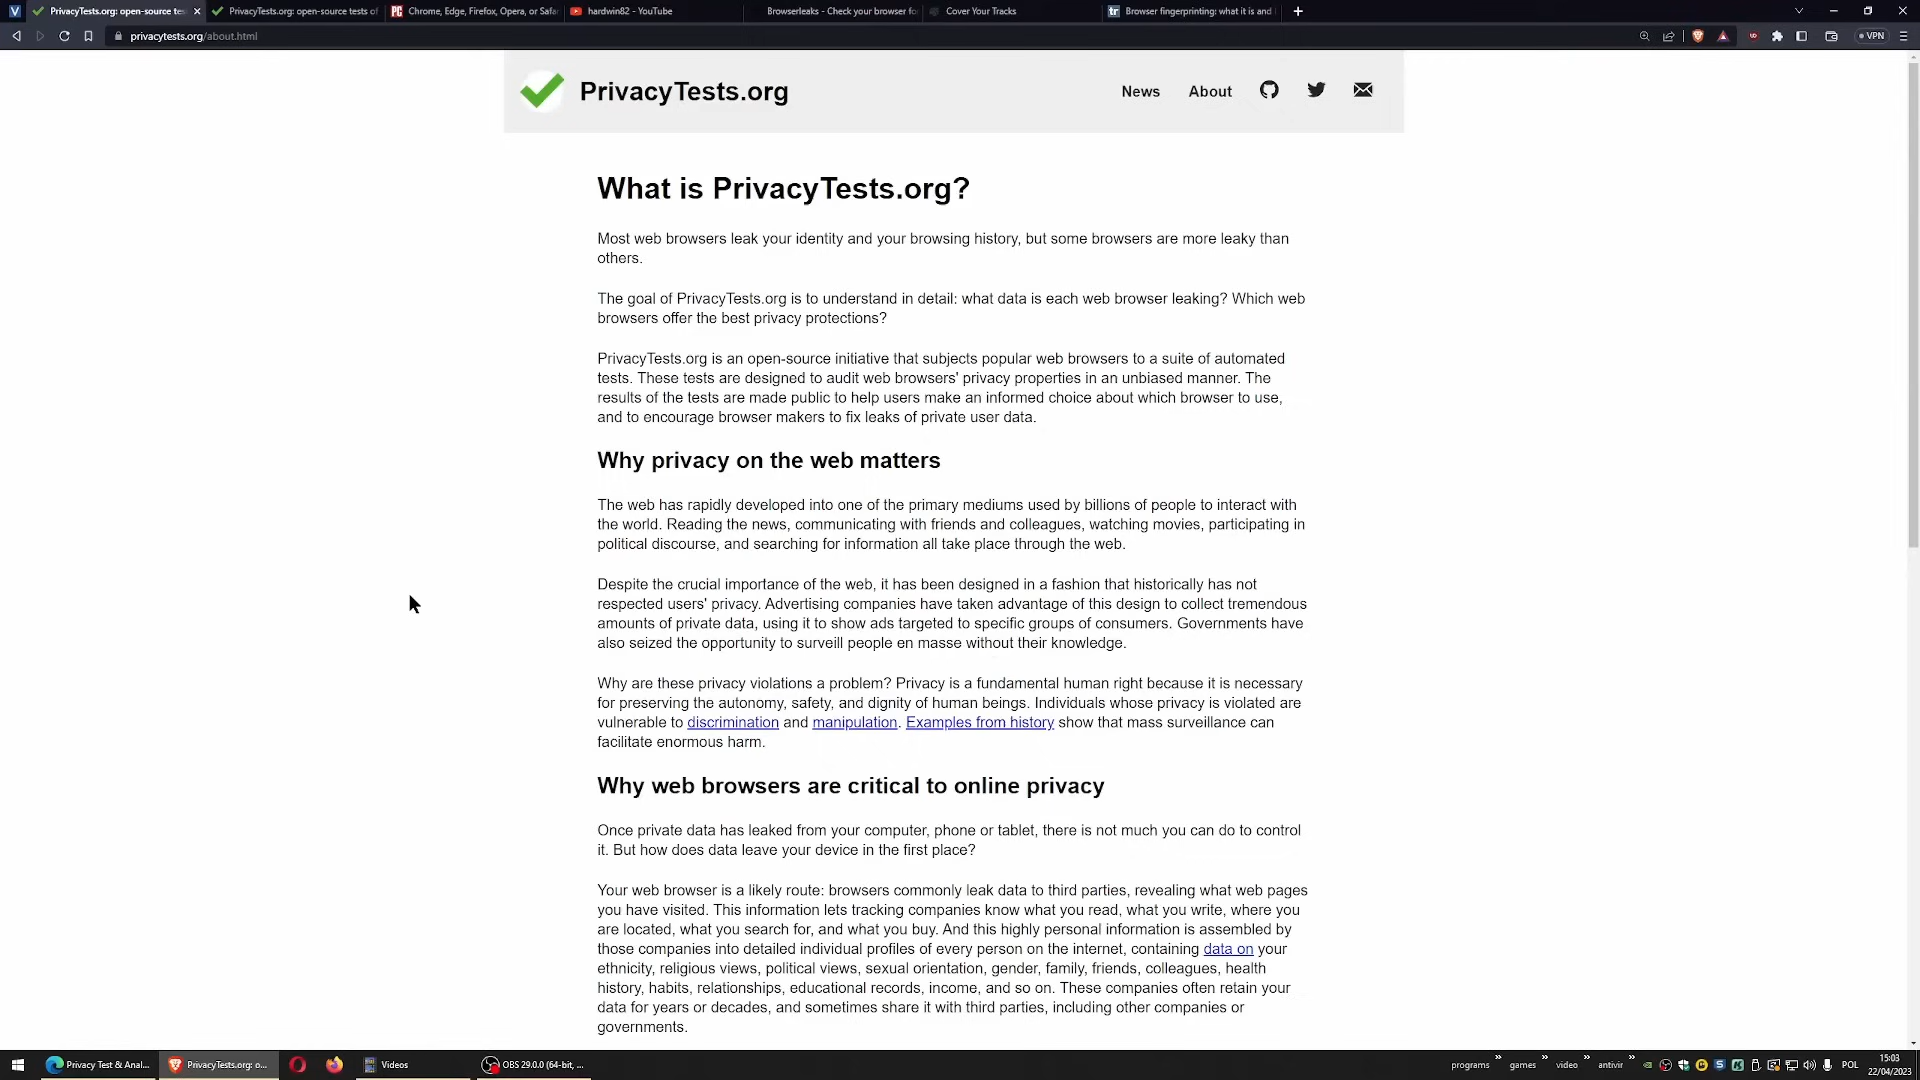 PrivacyTests.org: open-source tes
PrivacyTests.org: open-source tests of
Chrome, Edge, Firefox, Opera, or Safa
hardwin82 - YouTube
Browserleaks - Check your browser fo
Cover Your Tracks
Browser fingerprinting: what it is and
privacytests.org/about.html
VPN
PrivacyTests.org
News
About
What is PrivacyTests.org?
Most web browsers leak your identity and your browsing history, but some browsers are more leaky than
others.
The goal of PrivacyTests.org is to understand in detail: what data is each web browser leaking? Which web
browsers offer the best privacy protections?
PrivacyTests.org is an open-source initiative that subjects popular web browsers to a suite of automated
tests. These tests are designed to audit web browsers' privacy properties in an unbiased manner. The
results of the tests are made public to help users make an informed choice about which browser to use,
and to encourage browser makers to fix leaks of private user data.
Why privacy on the web matters
The web has rapidly developed into one of the primary mediums used by billions of people to interact with
the world. Reading the news, communicating with friends and colleagues, watching movies, participating in
political discourse, and searching for information all take place through the web.
Despite the crucial importance of the web, it has been designed in a fashion that historically has not
respected users' privacy. Advertising companies have taken advantage of this design to collect tremendous
amounts of private data, using it to show ads targeted to specific groups of consumers. Governments have
also seized the opportunity to surveill people en masse without their knowledge.
Why are these privacy violations a problem? Privacy is a fundamental human right because it is necessary
for preserving the autonomy, safety, and dignity of human beings. Individuals whose privacy is violated are
vulnerable to discrimination and manipulation. Examples from history show that mass surveillance can
facilitate enormous harm.
Why web browsers are critical to online privacy
Once private data has leaked from your computer, phone or tablet, there is not much you can do to control
it. But how does data leave your device in the first place?
Your web browser is a likely route: browsers commonly leak data to third parties, revealing what web pages
you have visited. This information lets tracking companies know what you read, what you write, where you
are located, what you search for, and what you buy. And this highly personal information is assembled by
those companies into detailed individual profiles of every person on the internet, containing data on your
ethnicity, religious views, political views, sexual orientation, gender, family, friends, colleagues, health
history, habits, relationships, educational records, income, and so on. These companies often retain your
data for years or decades, and sometimes share it with third parties, including other companies or
governments.
Privacy Test & Anal...
PrivacyTests.org: o...
Videos
OBS 29.0.0 (64-bit, ...
programs
games
video
antivir
POL
15:03
22/04/2023